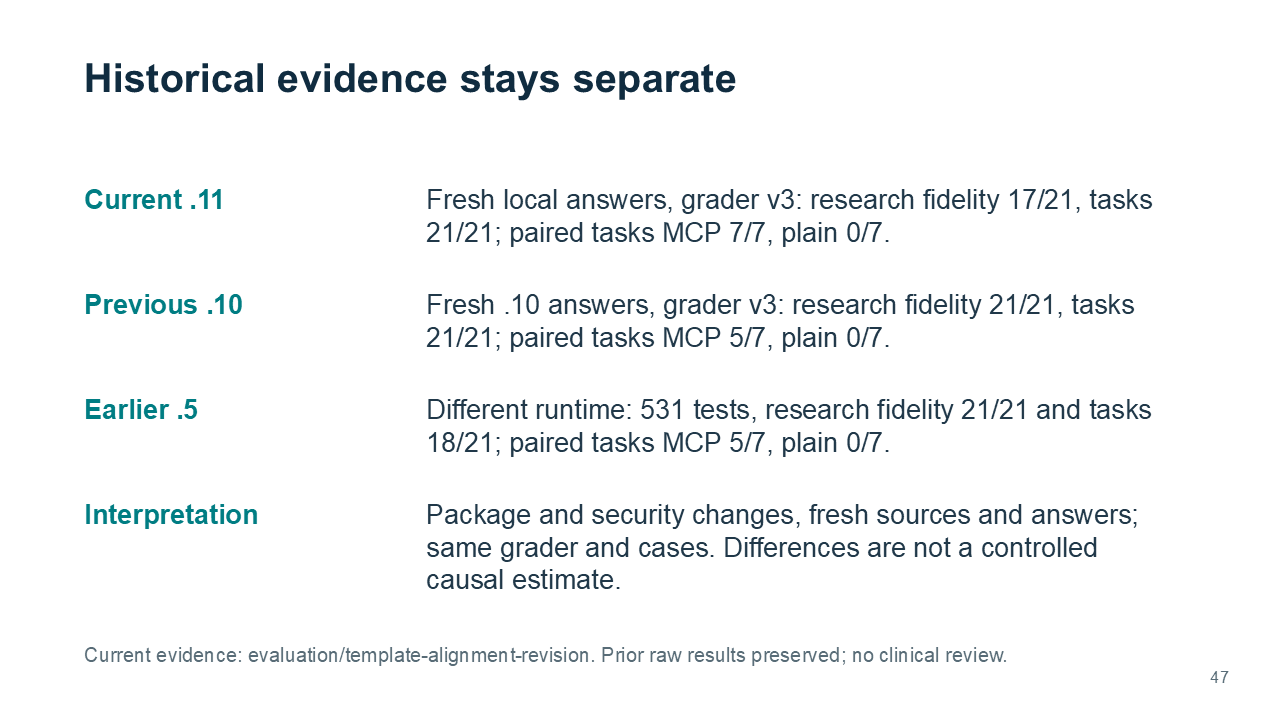 Historical evidence stays separate
Current .11
Fresh local answers, grader v3: research fidelity 17/21, tasks
21/21; paired tasks MCP 7/7, plain 0/7.
Previous .10
Fresh .10 answers, grader v3: research fidelity 21/21, tasks
21/21; paired tasks MCP 5/7, plain 0/7.
Earlier .5
Different runtime: 531 tests, research fidelity 21/21 and tasks
18/21; paired tasks MCP 5/7, plain 0/7.
Interpretation
Package and security changes, fresh sources and answers;
same grader and cases. Differences are not a controlled
causal estimate.
Current evidence: evaluation/template-alignment-revision. Prior raw results preserved; no clinical review.
47